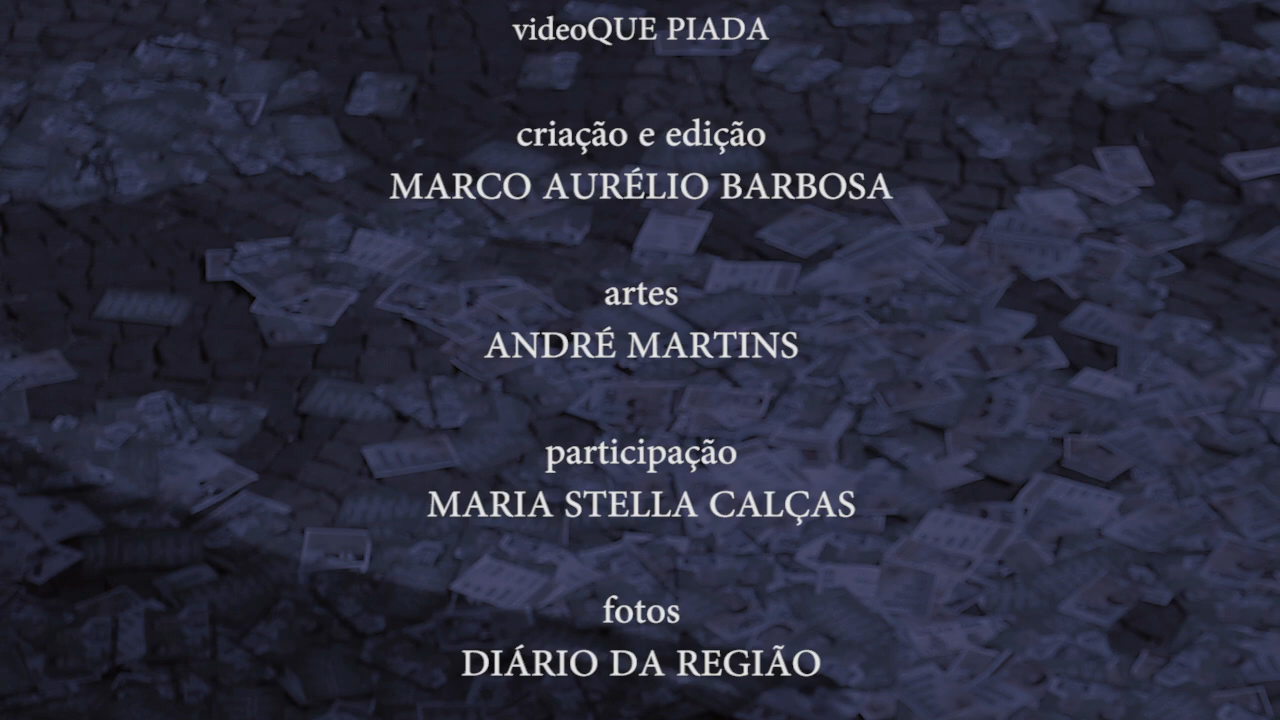 videoQUE PIADA
criação e edição
MARCO AURÉLIO BARBOSA
artes
ANDRÉ MARTINS
participação
MARIA STELLA CALÇAS
fotos
DIÁRIO DA REGIÃO